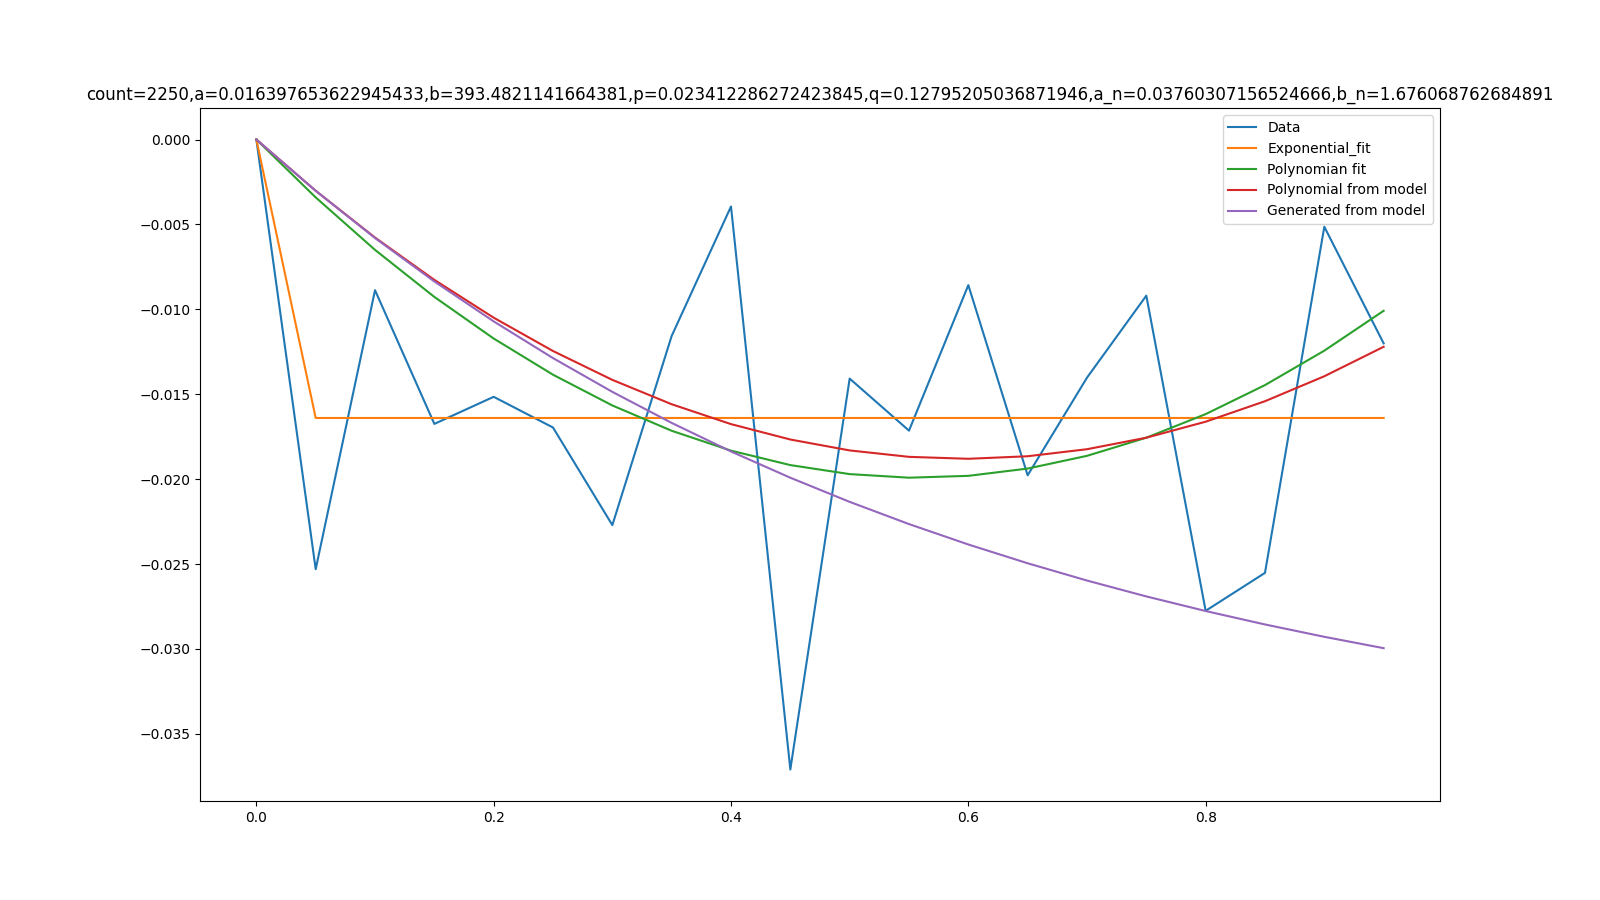 count=2250,a=0.016397653622945433,b=393.4821141664381,p=0.023412286272423845,q=0.12795205036871946,a_n=0.03760307156524666,b_n=1.676068762684891
Data
Exponential_fit
Polynomian fit
Polynomial from model
Generated from model
0.000
−0.005
−0.010
−0.015
−0.020
−0.025
−0.030
−0.035
0.0 0.2 0.4 0.6 0.8